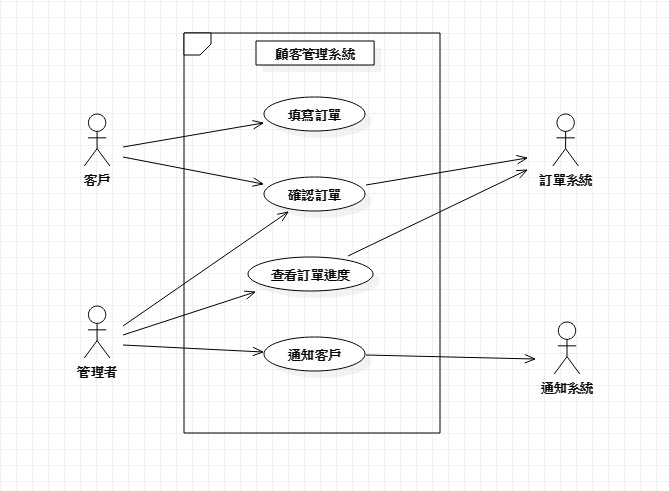 顧客管理系統
填寫訂單
客戶
確認訂單
訂單系統
查看訂單進度
管理者
通知客戶
通知系統